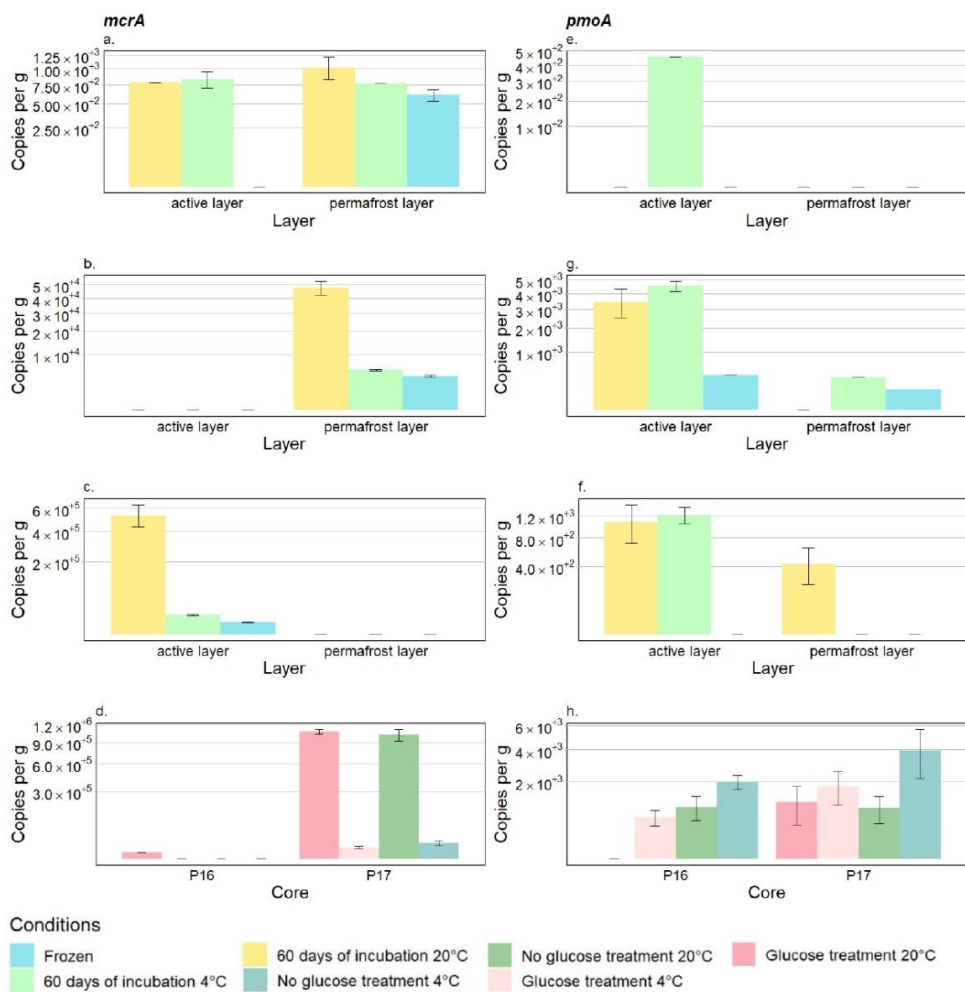 mcrA
a.
Copies per g
1.25 × 10⁺³
1.00 × 10⁺³
7.50 × 10⁺²
5.00 × 10⁺²
2.50 × 10⁺²
active layer permafrost layer
Layer
pmoA
e.
Copies per g
5 × 10⁻²
4 × 10⁻²
3 × 10⁻²
2 × 10⁻²
1 × 10⁻²
active layer permafrost layer
Layer
b.
Copies per g
5 × 10⁺⁴
4 × 10⁺⁴
3 × 10⁺⁴
2 × 10⁺⁴
1 × 10⁺⁴
active layer permafrost layer
Layer
g.
Copies per g
5 × 10⁺³
4 × 10⁺³
3 × 10⁺³
2 × 10⁺³
1 × 10⁺³
active layer permafrost layer
Layer
c.
Copies per g
6 × 10⁺⁵
4 × 10⁺⁵
2 × 10⁺⁵
active layer permafrost layer
Layer
f.
Copies per g
1.2 × 10⁺³
8.0 × 10⁺²
4.0 × 10⁺²
active layer permafrost layer
Layer
d.
Copies per g
1.2 × 10⁺⁶
9.0 × 10⁻⁵
6.0 × 10⁻⁵
3.0 × 10⁺⁵
P16 P17
Core
h.
Copies per g
6 × 10⁺³
4 × 10⁺³
2 × 10⁺³
P16 P17
Core
Conditions
Frozen 60 days of incubation 20°C No glucose treatment 20°C Glucose treatment 20°C
60 days of incubation 4°C No glucose treatment 4°C Glucose treatment 4°C